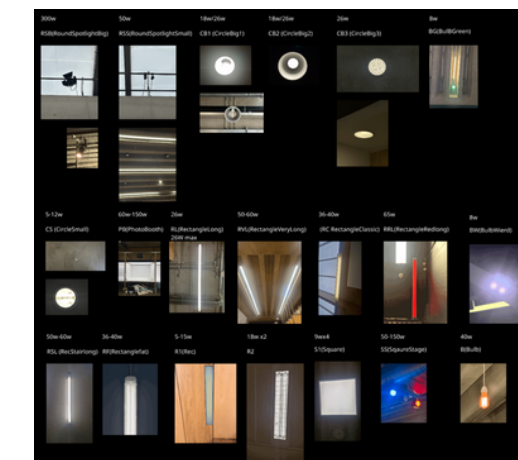 300w
RSB(RoundSpotlightBig)
50w
RSS(RoundSpotlightSmall)
18w/26w
CB1 (CircleBig1)
18w/26w
CB2 (CircleBig2)
26w
CB3 (CircleBig3)
8w
BG(BulBGreen)
5-12w
CS (CircleSmall)
60w-150w
PB(PhotoBooth)
26w
RL(RectangleLong)
26W max
50-60w
RVL(RectangleVeryLong)
36-40w
(RC RectangleClassic)
65w
RRL(RectangleRedlong)
8w
BW(BulbWierd)
50w-60w
RSL (RecStairlong)
36-40w
RF(Rectanglefat)
5-15w
R1(Rec)
18w x2
R2
9wx4
S1(Square)
50-150w
SS(SqaureStage)
40w
B(Bulb)